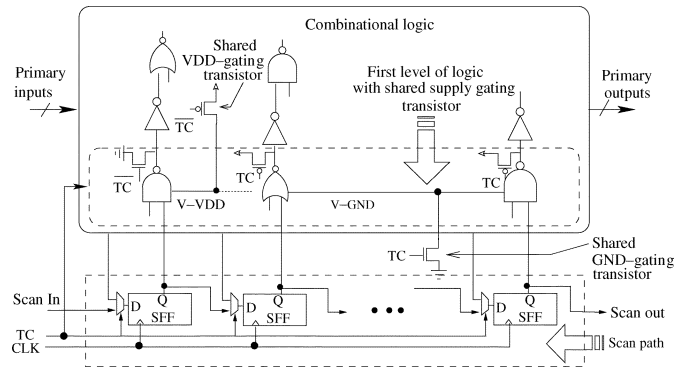 Combinational logic
Shared
VDD–gating
transistor
Primary
inputs
First level of logic
with shared supply gating
transistor
Primary
outputs
TC
TC
TC
TC
V–VDD
V–GND
TC
Shared
GND–gating
transistor
Scan In
D
Q
SFF
D
Q
SFF
D
Q
SFF
Scan out
TC
CLK
Scan path